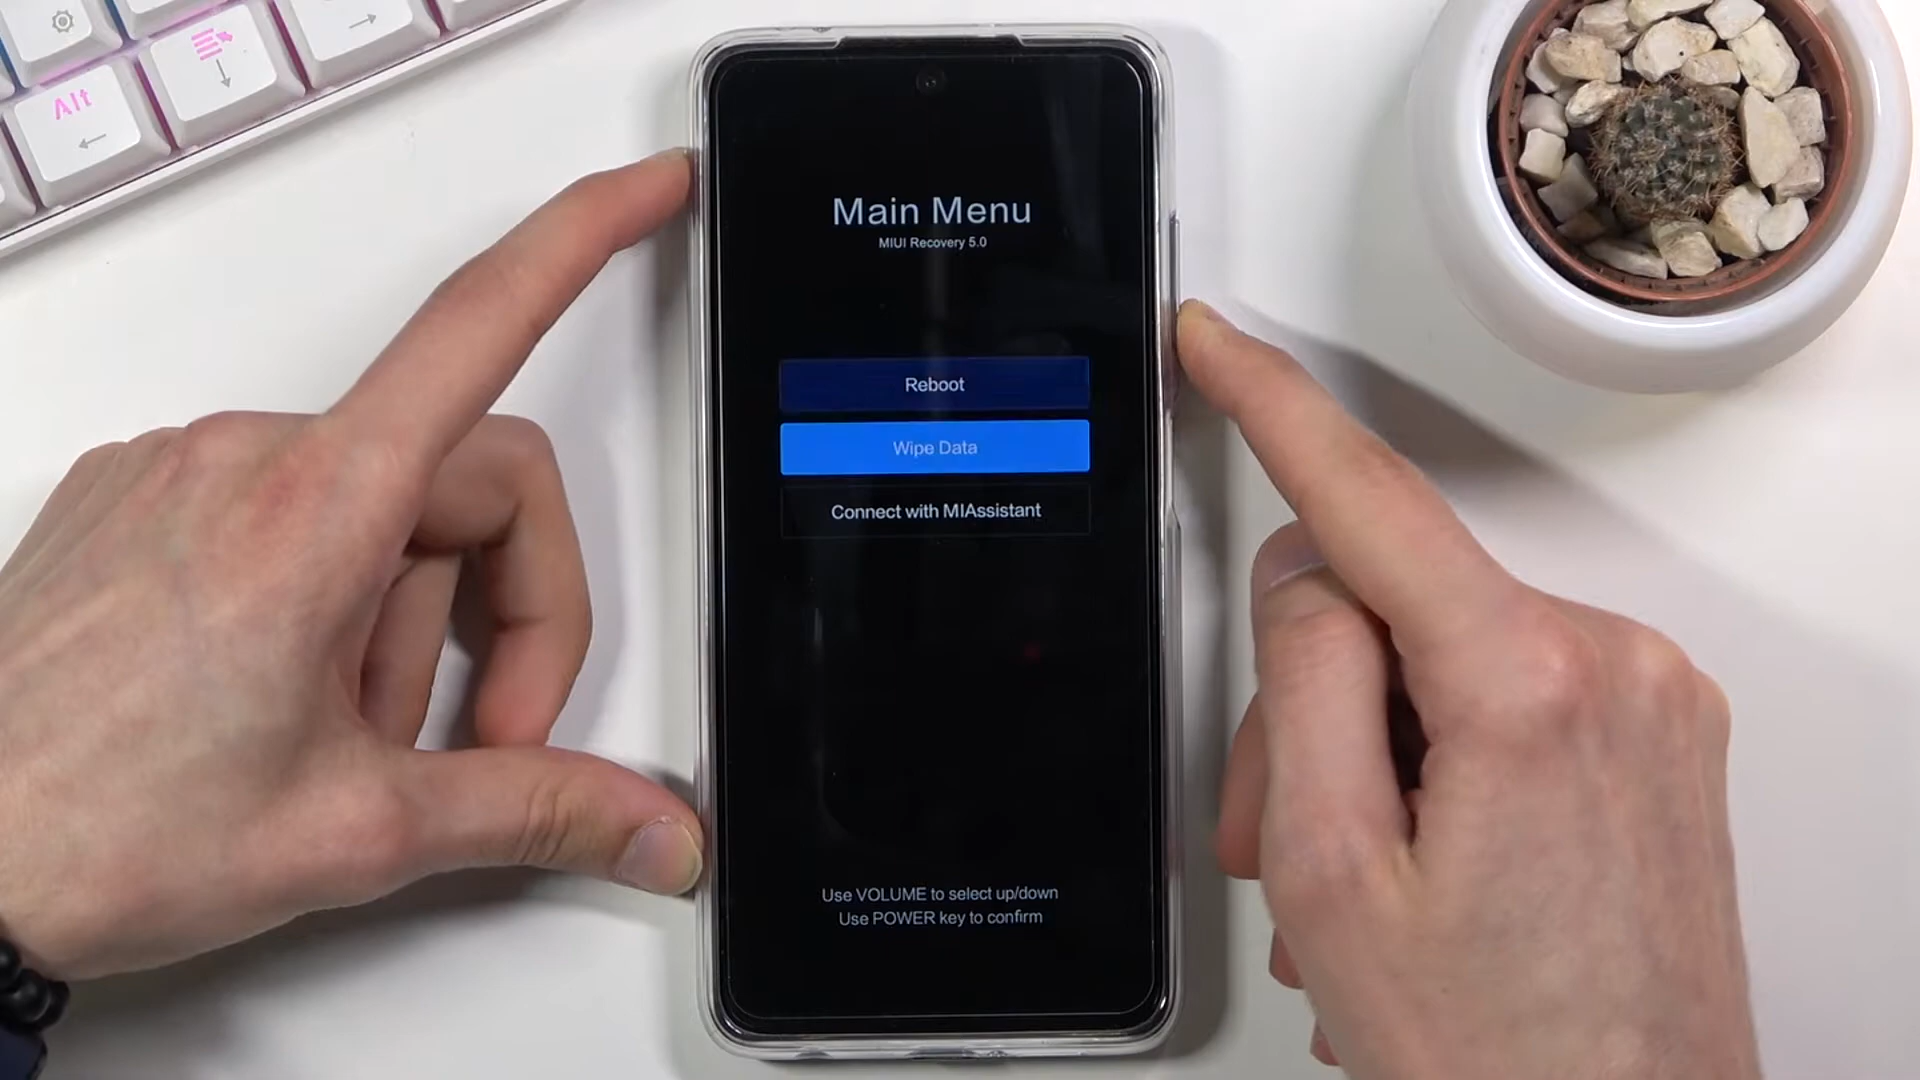 Alt
Main Menu
MIUI Recovery 5.0
Reboot
Wipe Data
Connect with MIAssistant
Use VOLUME to select up/down
Use POWER key to confirm